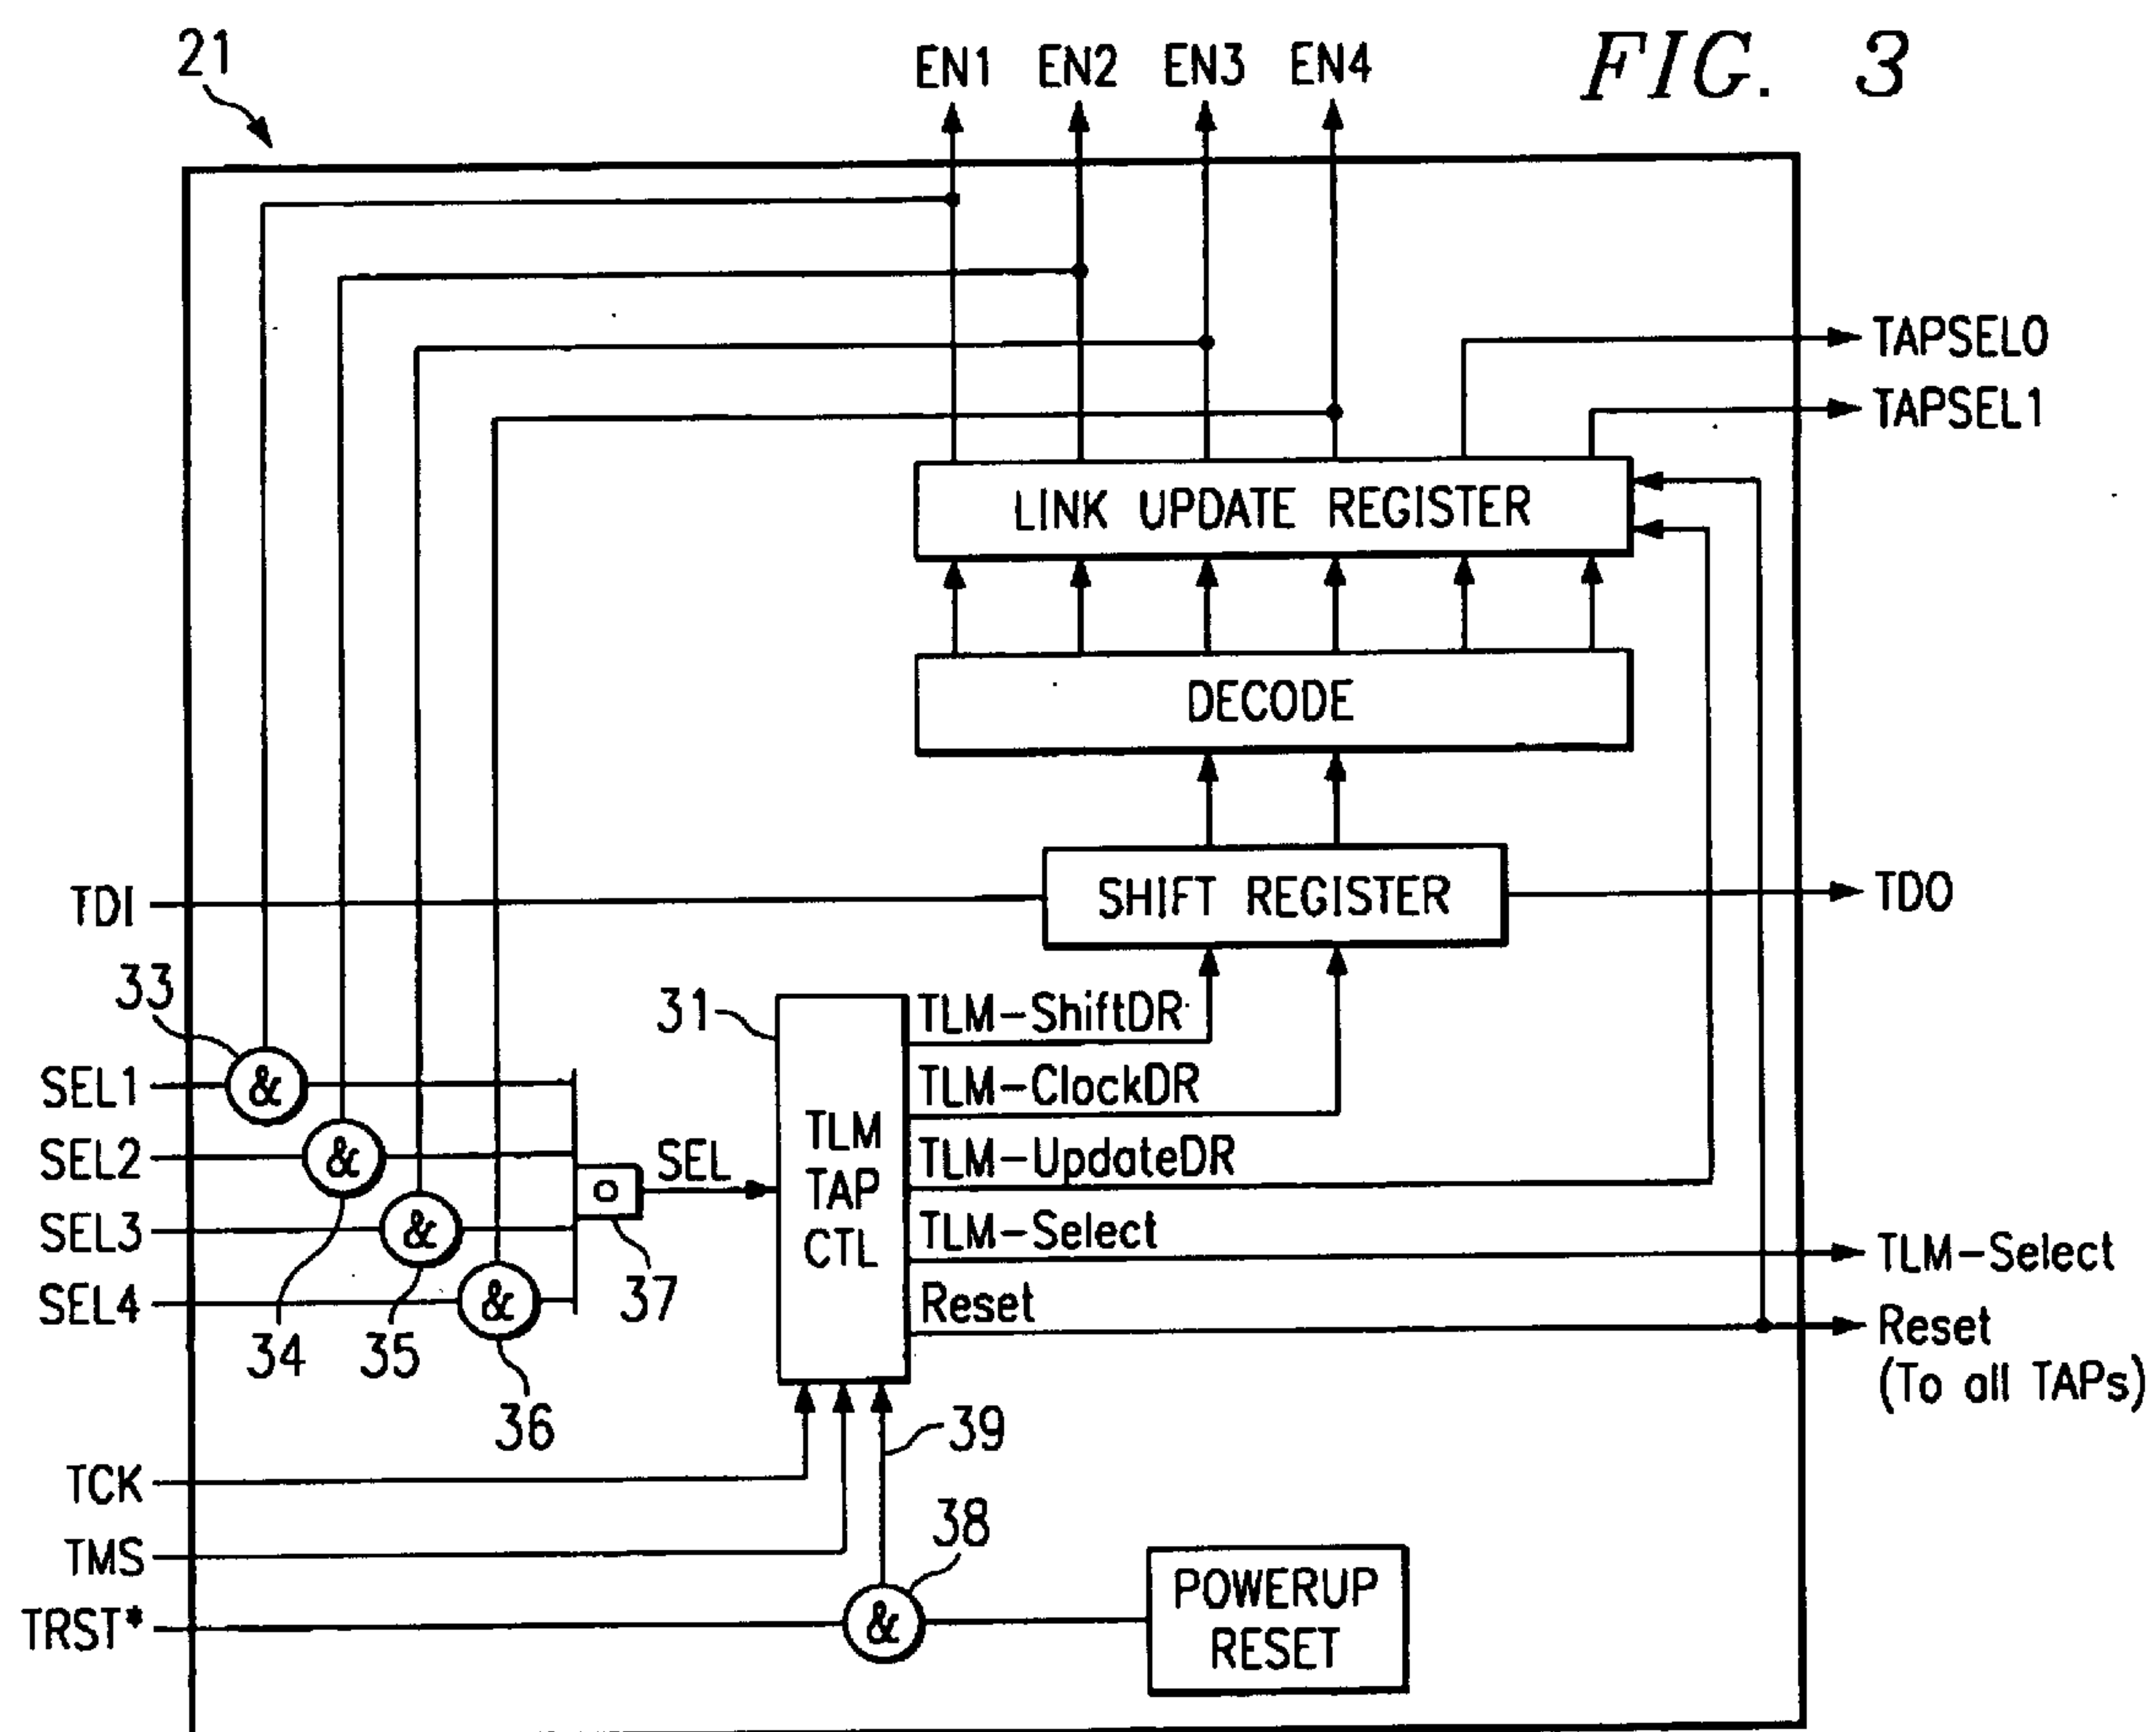 FIG. 3
21
EN1 EN2 EN3 EN4
TAPSEL0
TAPSEL1
LINK UPDATE REGISTER
DECODE
TDI
SHIFT REGISTER
TDO
33
31
TLM-ShiftDR
SEL1
&
TLM-ClockDR
SEL2
&
SEL
TLM
TAP
CTL
TLM-UpdateDR
SEL3
&
O
37
TLM-Select
TLM-Select
SEL4
&
Reset
Reset
(To all TAPs)
34
35
36
39
TCK
38
TMS
TRST*
&
POWERUP
RESET